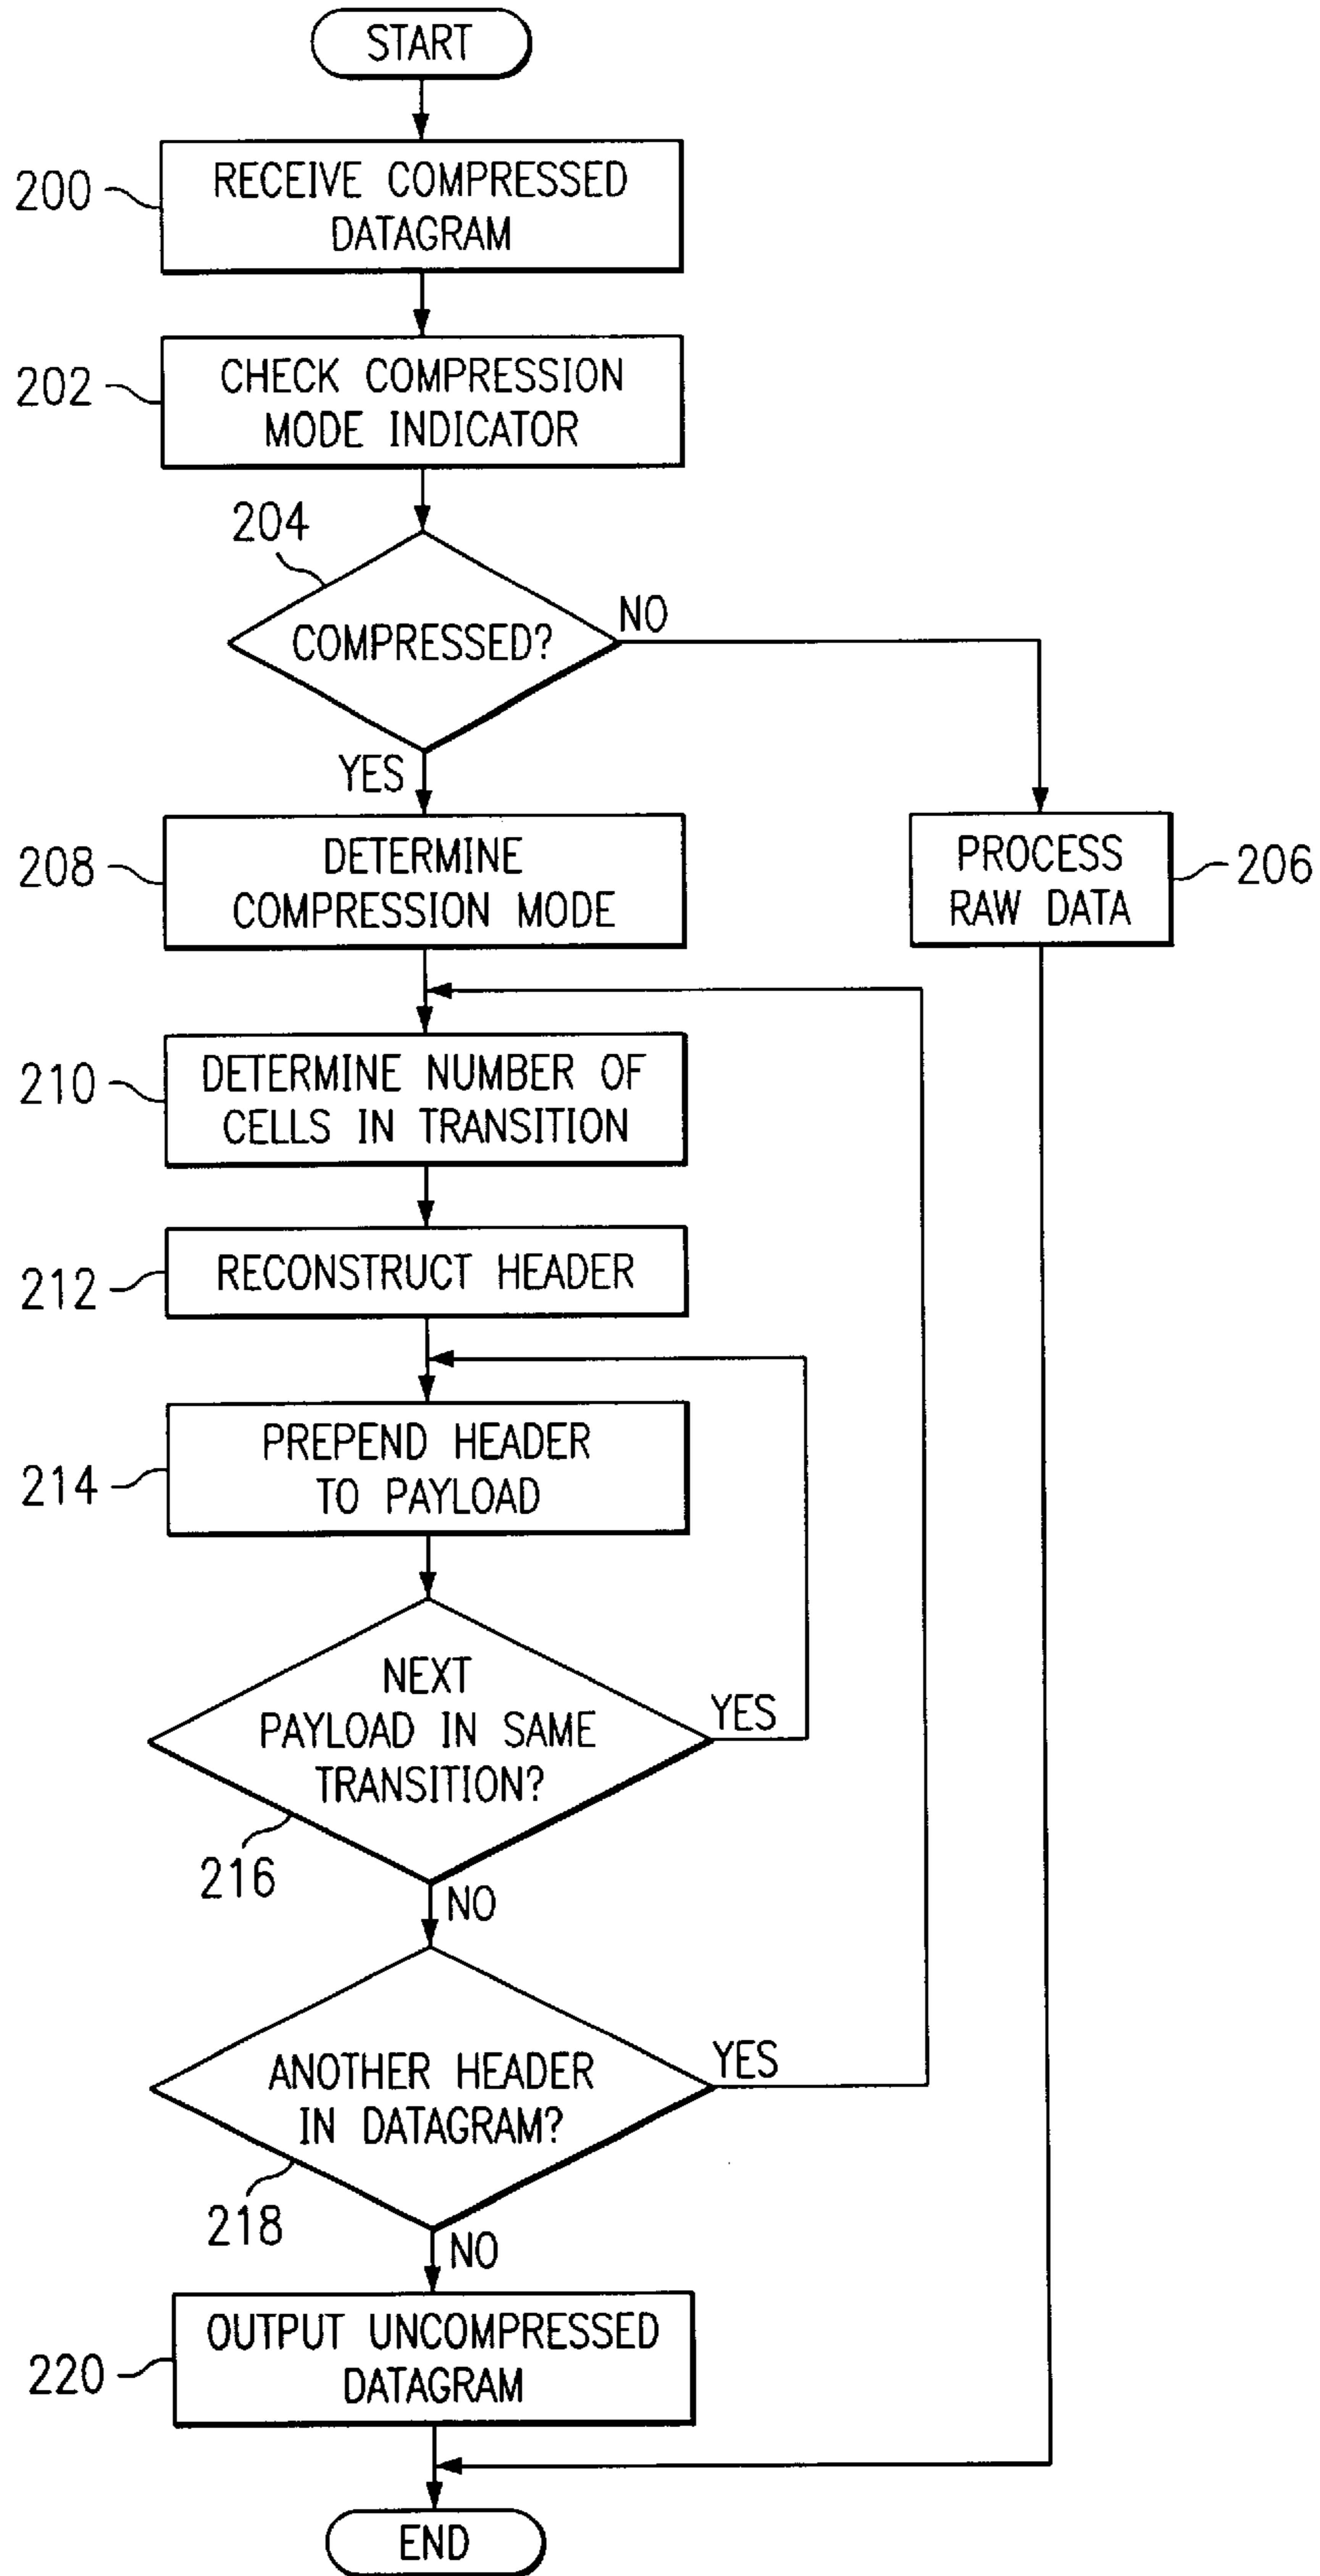 START
200
RECEIVE COMPRESSED
DATAGRAM
202
CHECK COMPRESSION
MODE INDICATOR
204
COMPRESSED?
NO
YES
208
DETERMINE
COMPRESSION MODE
PROCESS
RAW DATA
206
210
DETERMINE NUMBER OF
CELLS IN TRANSITION
212
RECONSTRUCT HEADER
214
PREPEND HEADER
TO PAYLOAD
NEXT
PAYLOAD IN SAME
TRANSITION?
YES
216
NO
ANOTHER HEADER
IN DATAGRAM?
YES
218
NO
220
OUTPUT UNCOMPRESSED
DATAGRAM
END